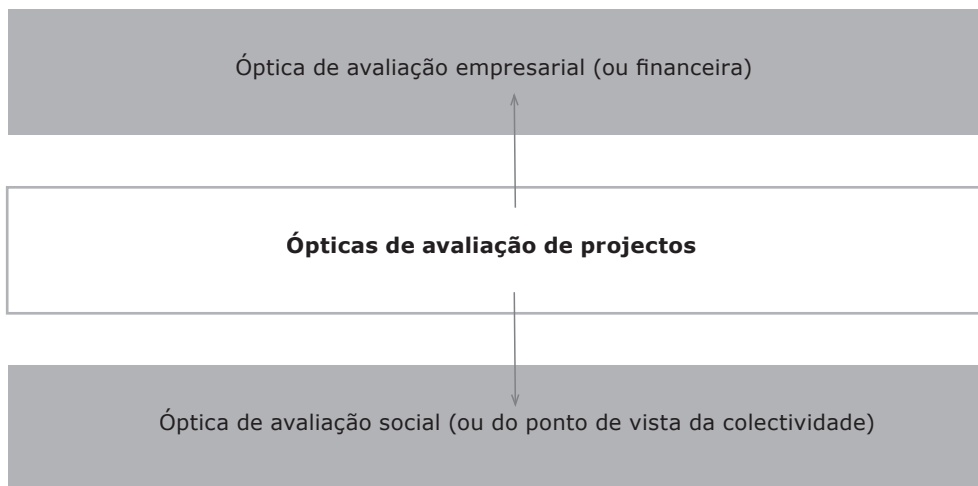 Óptica de avaliação empresarial (ou financeira)
Ópticas de avaliação de projectos
Óptica de avaliação social (ou do ponto de vista da colectividade)